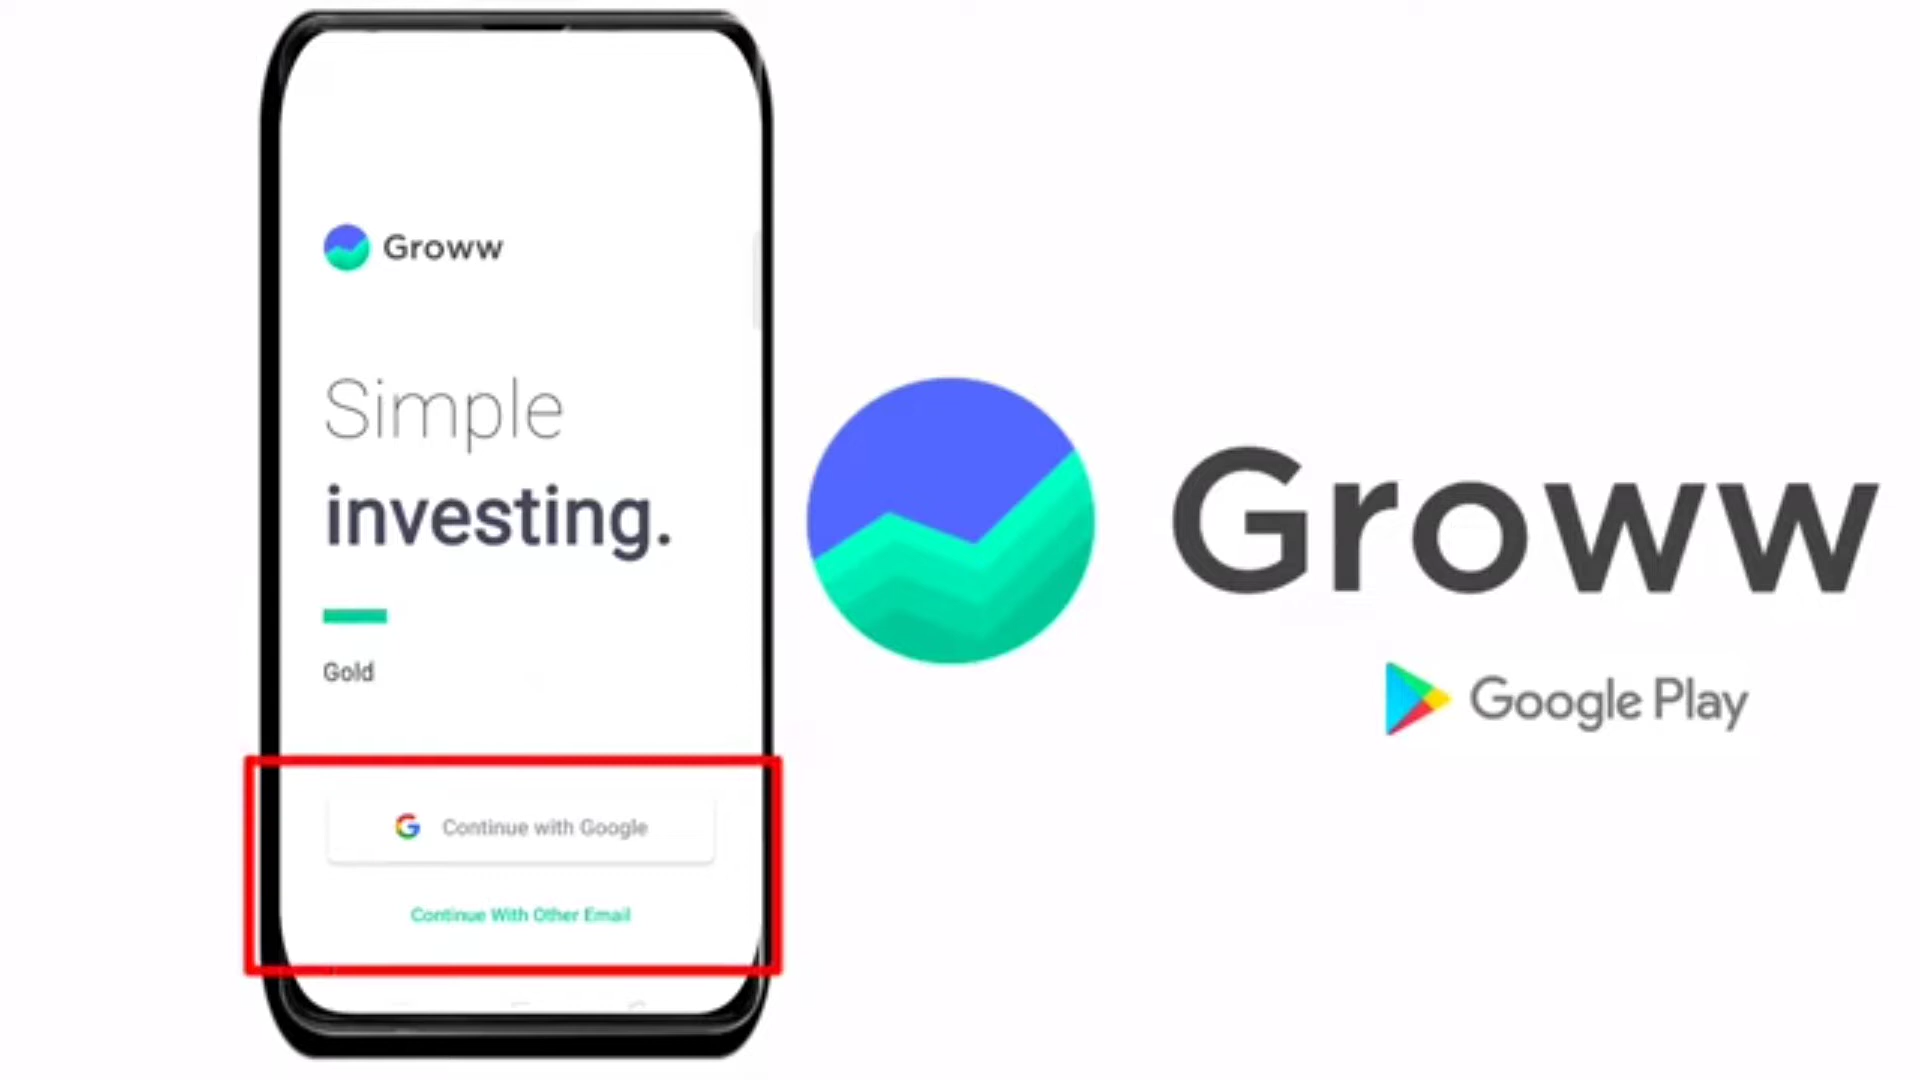 Groww
Simple
investing.
Gold
Continue with Google
Continue With Other Email
Groww
Google Play